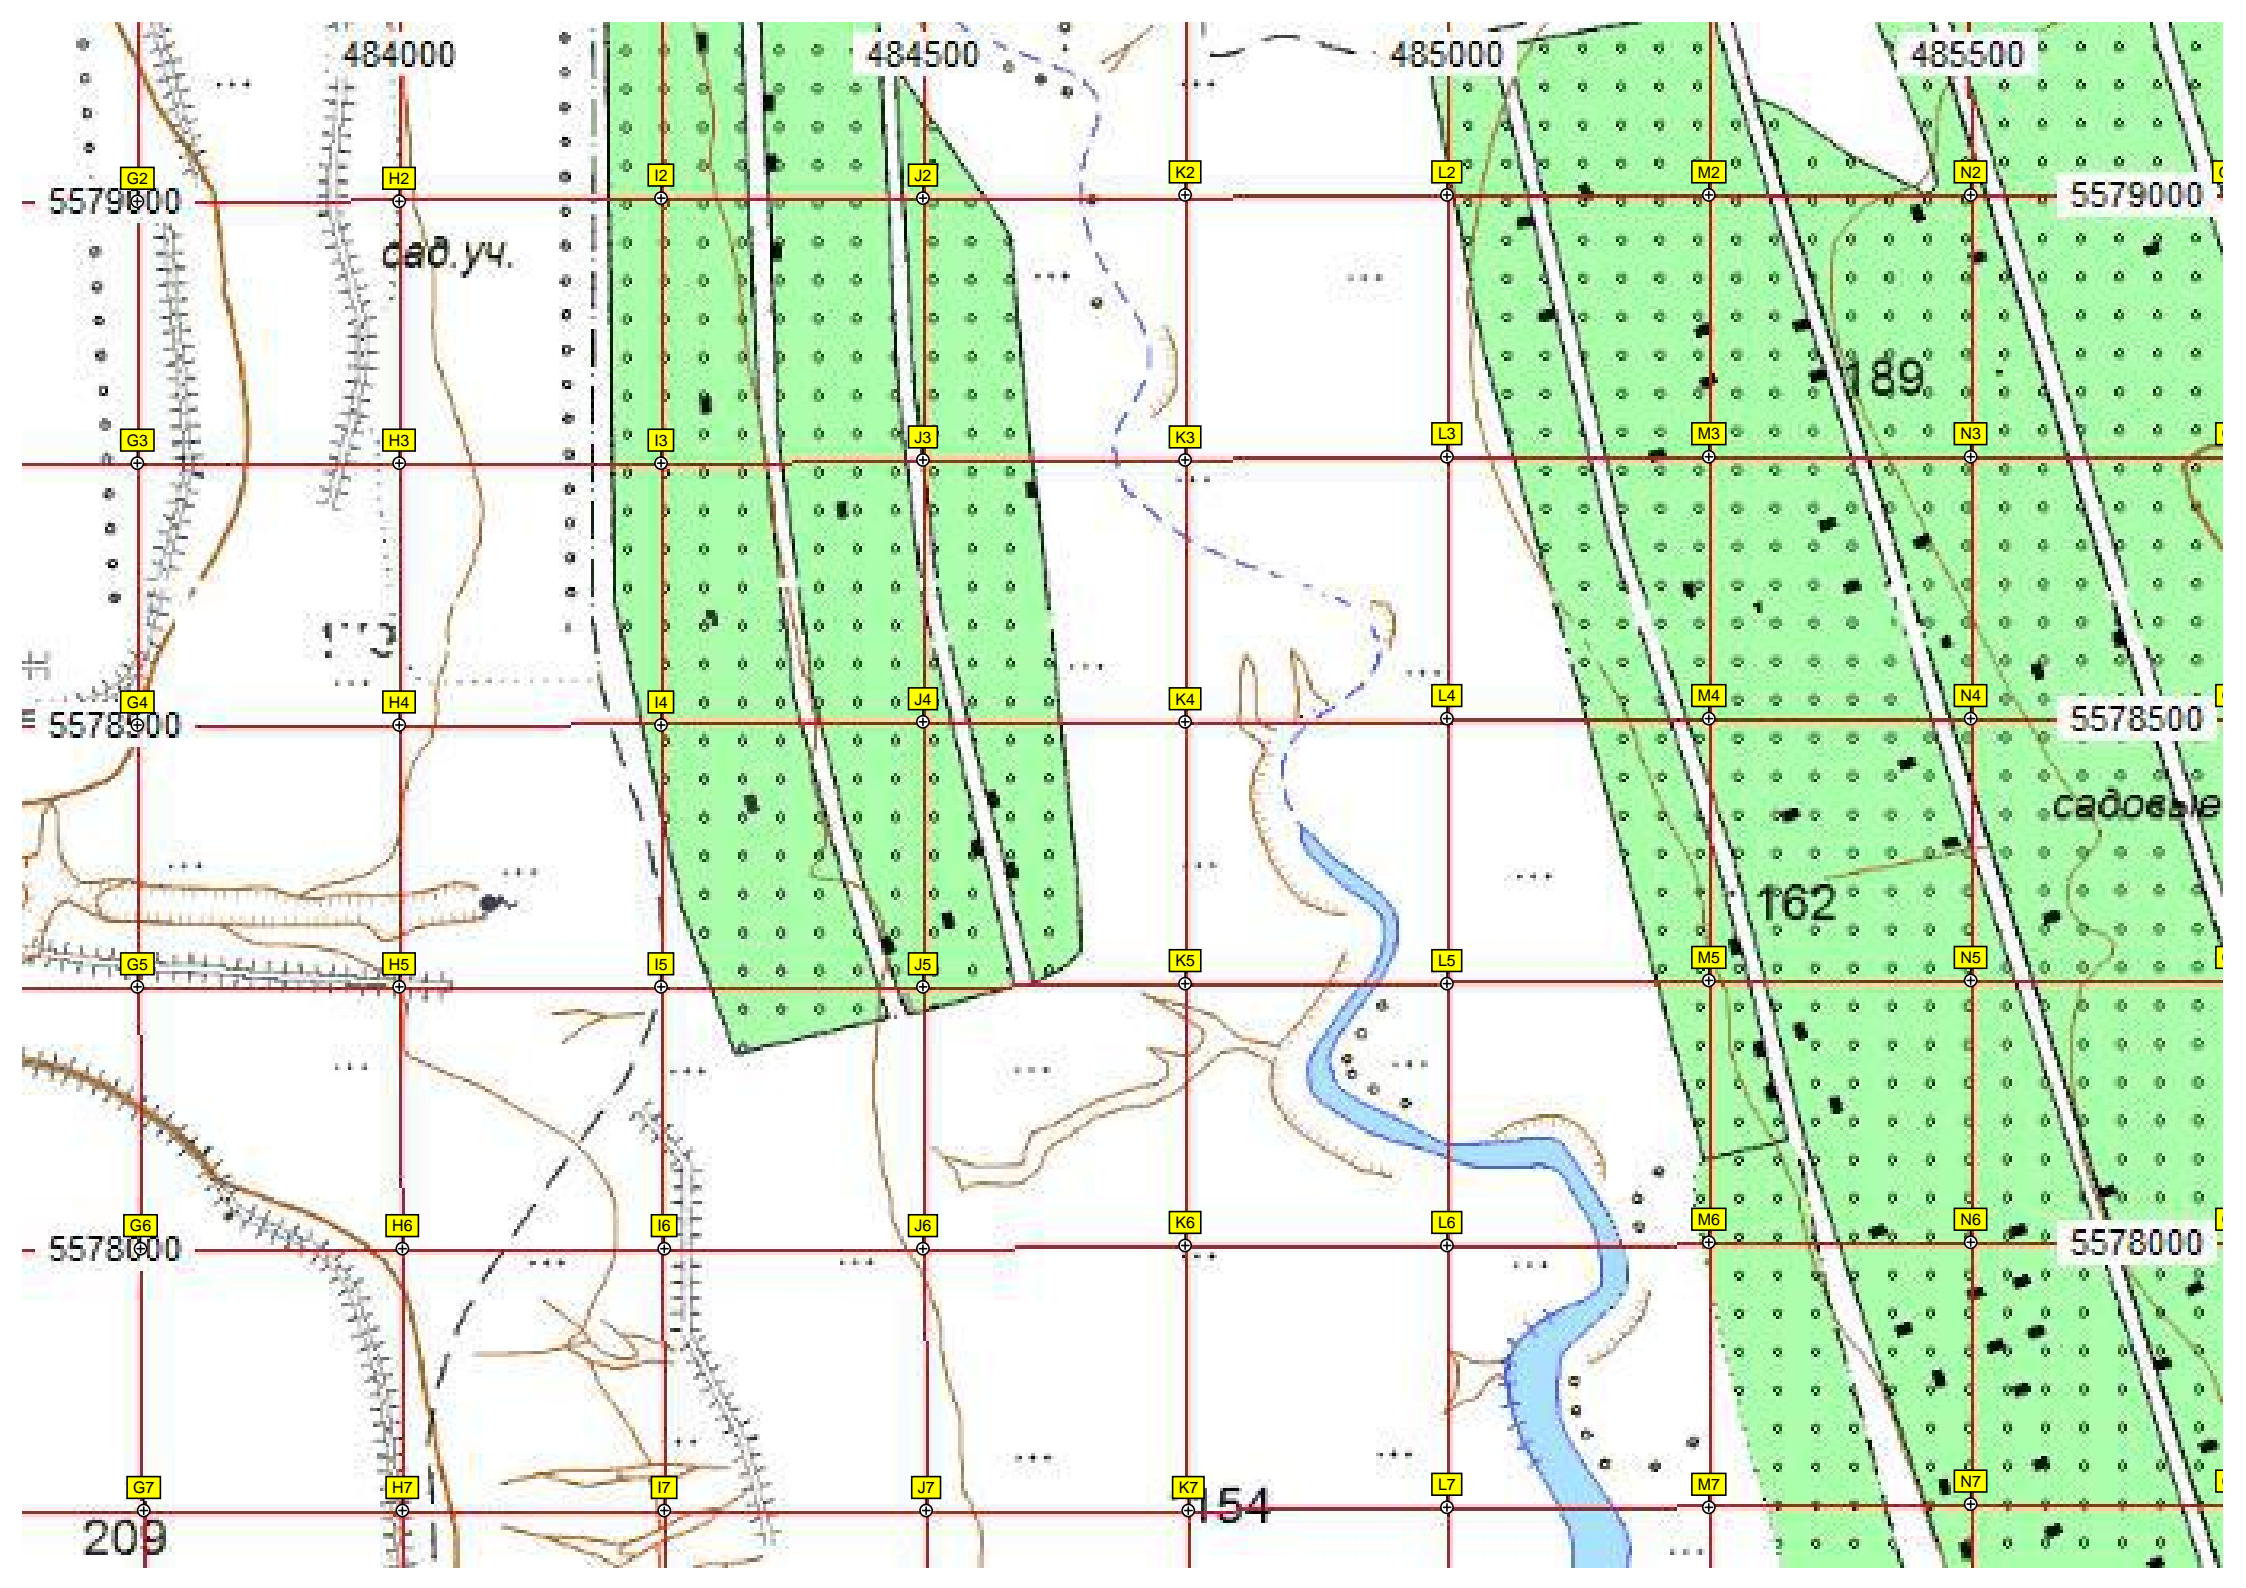 484000 484500 485000 485500
G2 H2 I2 J2 K2 L2 M2 N2
5579000 5579000
сад.уч.
189
G3 H3 I3 J3 K3 L3 M3 N3
G4 H4 I4 J4 K4 L4 M4 N4
5578500 5578500
садовые
162
G5 H5 I5 J5 K5 L5 M5 N5
G6 H6 I6 J6 K6 L6 M6 N6
5578000 5578000
G7 H7 I7 J7 K7 L7 M7 N7
154
209